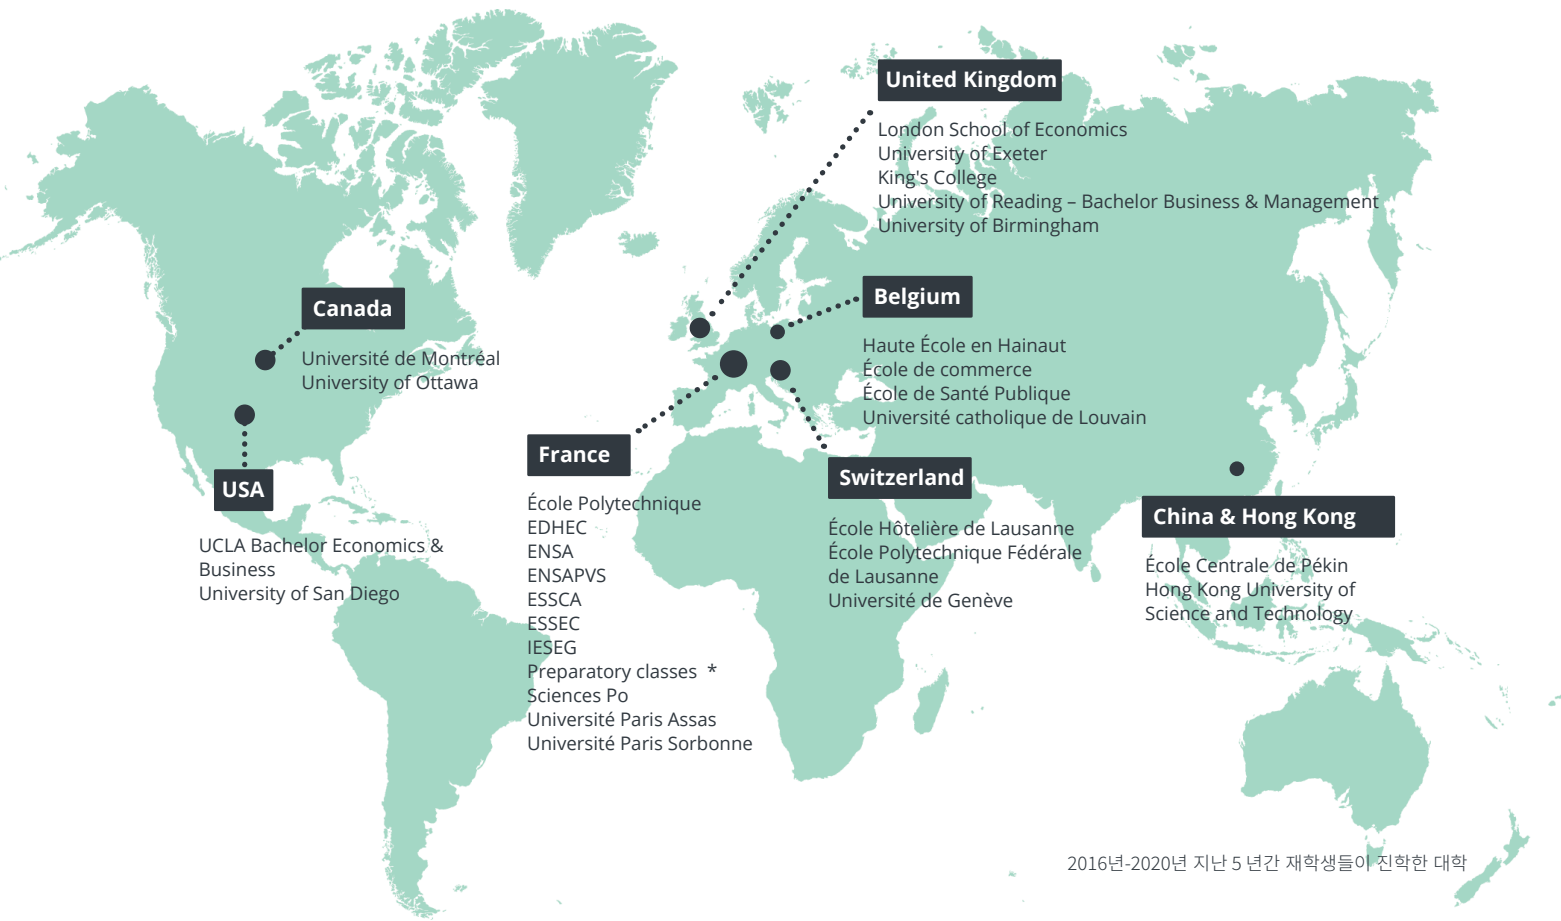 United Kingdom
London School of Economics
University of Exeter
King's College
University of Reading – Bachelor Business & Management
University of Birmingham
Canada
Université de Montréal
University of Ottawa
Belgium
Haute École en Hainaut
École de commerce
École de Santé Publique
Université catholique de Louvain
USA
UCLA Bachelor Economics &
Business
University of San Diego
France
École Polytechnique
EDHEC
ENSA
ENSAPVS
ESSCA
ESSEC
IESEG
Preparatory classes *
Sciences Po
Université Paris Assas
Université Paris Sorbonne
Switzerland
École Hôtelière de Lausanne
École Polytechnique Fédérale
de Lausanne
Université de Genève
China & Hong Kong
École Centrale de Pékin
Hong Kong University of
Science and Technology
2016년-2020년 지난 5 년간 재학생들이 진학한 대학